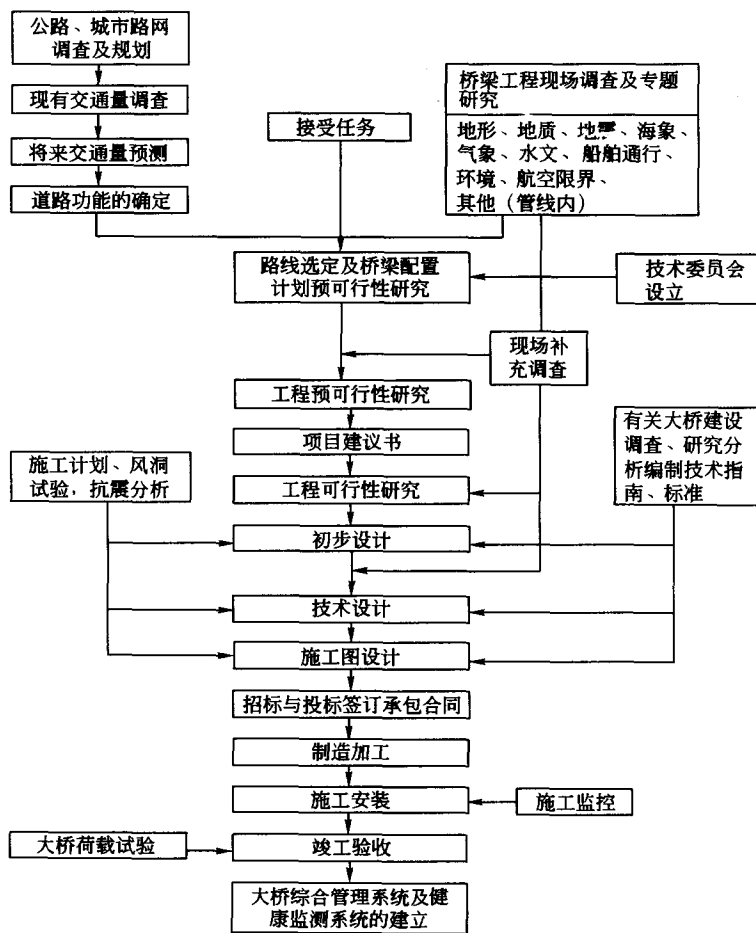 公路、城市路网
调查及规划
现有交通量调查
将来交通量预测
道路功能的确定
接受任务
桥梁工程现场调查及专题
研究
地形、地质、地震、海象、
气象、水文、船舶通行、
环境、航空限界、
其他（管线内）
路线选定及桥梁配置
计划预可行性研究
技术委员会
设立
现场补
充调查
工程预可行性研究
项目建议书
施工计划、风洞
试验，抗震分析
工程可行性研究
有关大桥建设
调查、研究分
析编制技术指
南、标准
初步设计
技术设计
施工图设计
招标与投标签订承包合同
制造加工
施工安装
施工监控
大桥荷载试验
竣工验收
大桥综合管理系统及健
康监测系统的建立